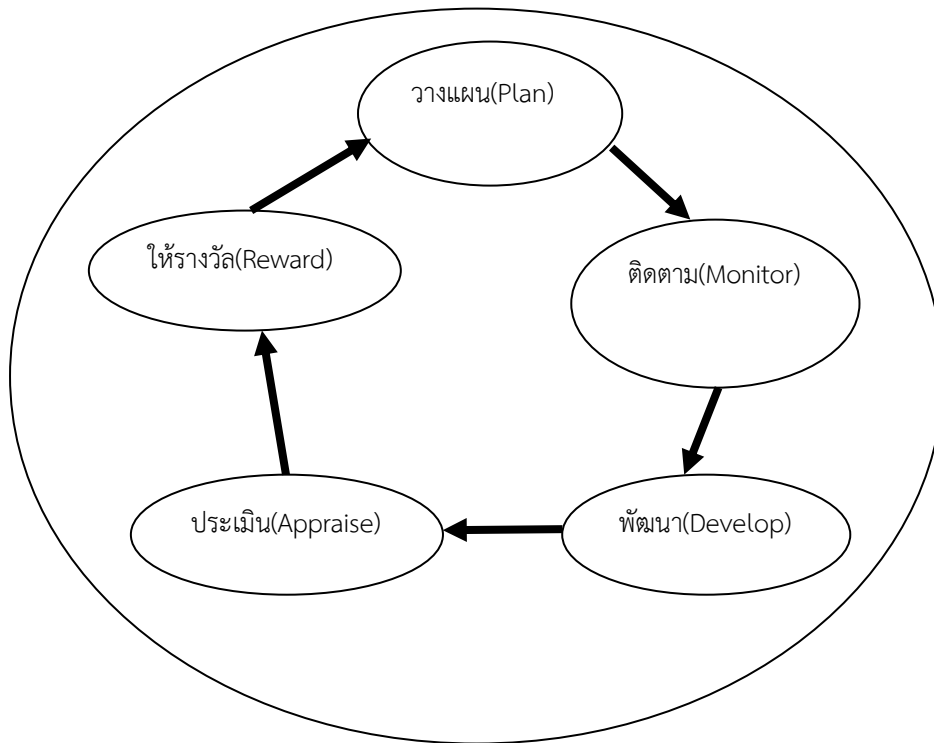 วางแผน(Plan)
ติดตาม(Monitor)
พัฒนา(Develop)
ประเมิน(Appraise)
ให้รางวัล(Reward)